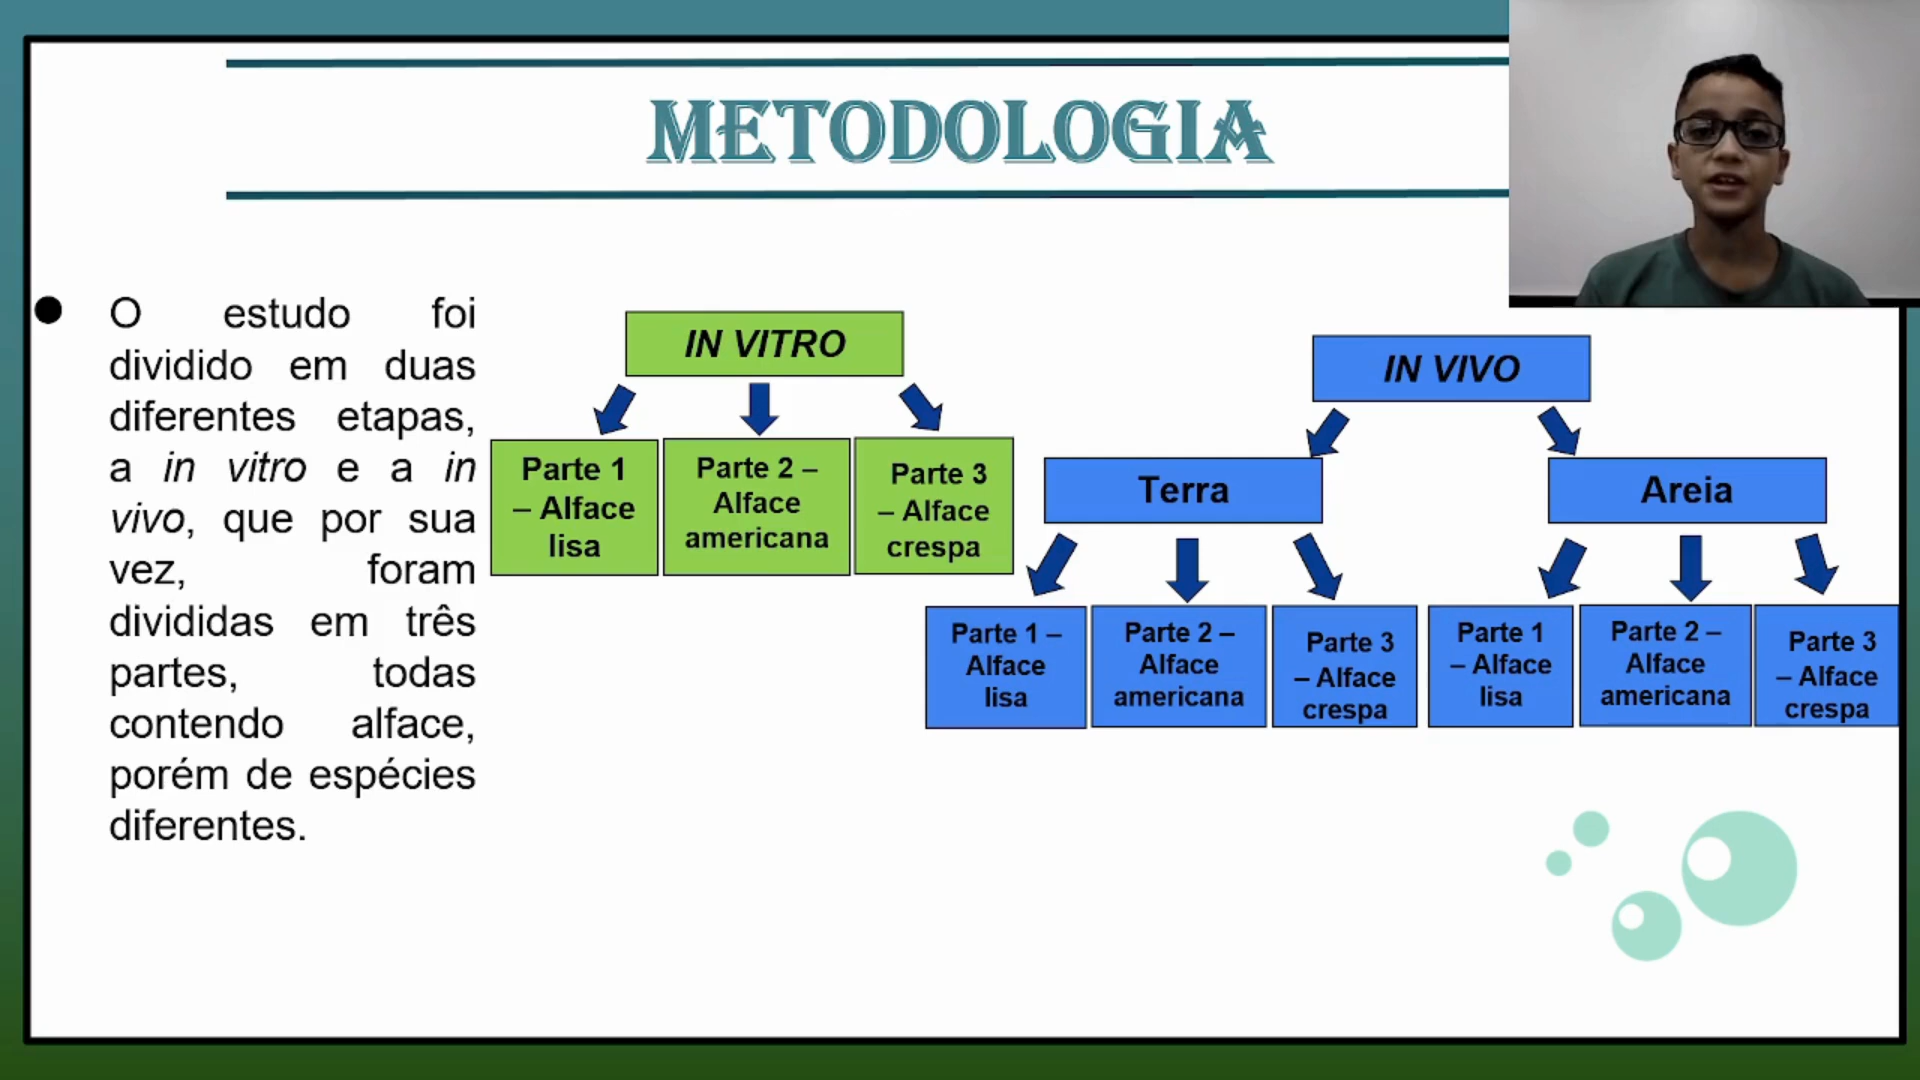 METODOLOGIA
O estudo foi
dividido em duas
diferentes etapas,
a in vitro e a in
vivo, que por sua
vez, foram
divididas em três
partes, todas
contendo alface,
porém de espécies
diferentes.
IN VITRO
Parte 1
– Alface
lisa
Parte 2 –
Alface
americana
Parte 3
– Alface
crespa
IN VIVO
Terra
Areia
Parte 1 –
Alface
lisa
Parte 2 –
Alface
americana
Parte 3
– Alface
crespa
Parte 1
– Alface
lisa
Parte 2 –
Alface
americana
Parte 3
– Alface
crespa